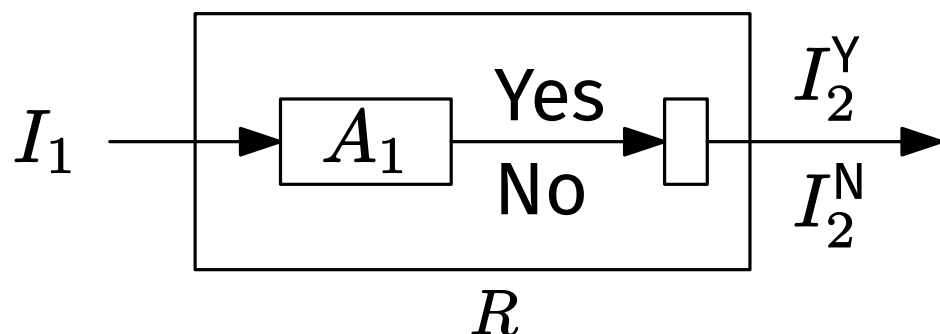 I_1
A_1
Yes
No
I_2^Y
I_2^N
R